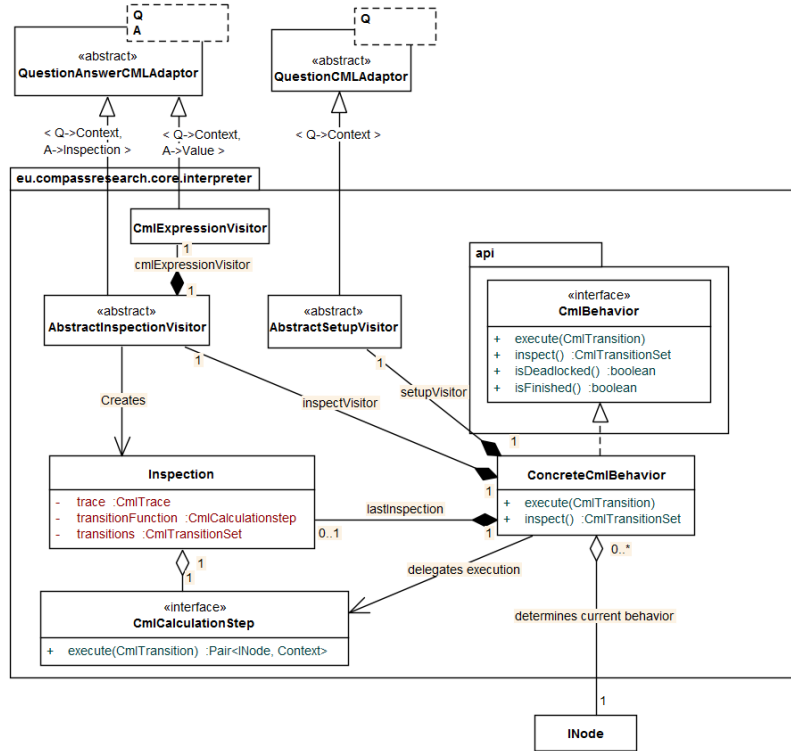 Q
A
«abstract»
QuestionAnswerCMLAdaptor
Q
«abstract»
QuestionCMLAdaptor
< Q->Context,
A->Inspection >
< Q->Context,
A->Value >
< Q->Context >
eu.compassresearch.core.interpreter
CmlExpressionVisitor
1
cmlExpressionVisitor
1
«abstract»
AbstractInspectionVisitor
1
«abstract»
AbstractSetupVisitor
1
api
«interface»
CmlBehavior
+ execute(CmlTransition)
+ inspect() :CmlTransitionSet
+ isDeadlocked() :boolean
+ isFinished() :boolean
Creates
inspectVisitor
setupVisitor
1
1
Inspection
- trace :CmlTrace
- transitionFunction :CmlCalculationstep
- transitions :CmlTransitionSet
lastInspection
0..1
1
ConcreteCmlBehavior
+ execute(CmlTransition)
+ inspect() :CmlTransitionSet
0..*
1
1
delegates execution
«interface»
CmlCalculationStep
+ execute(CmlTransition) :Pair<INode, Context>
determines current behavior
1
INode